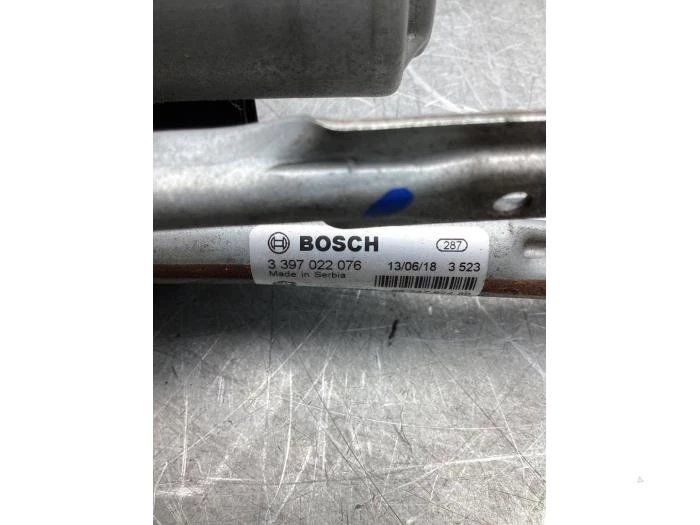 BOSCH 287
3 397 022 076 13/06/18 3 523
Made in Serbia